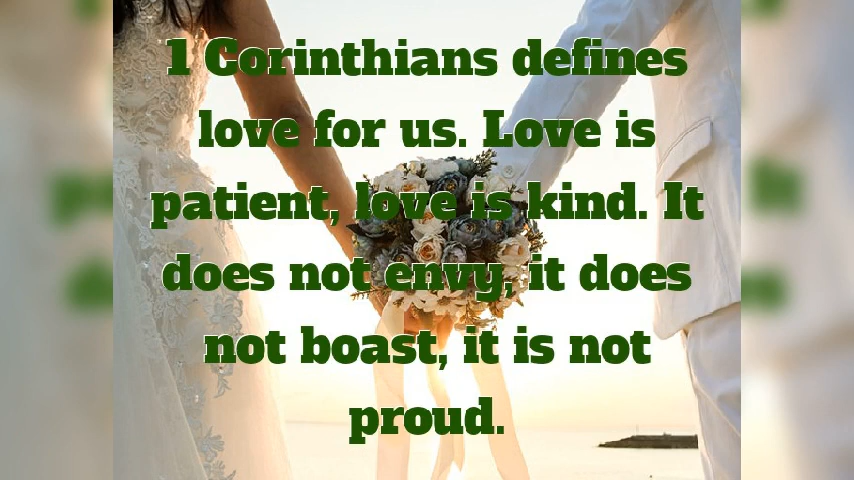 1 Corinthians defines
love for us. Love is
patient, love is kind. It
does not envy, it does
not boast, it is not
proud.